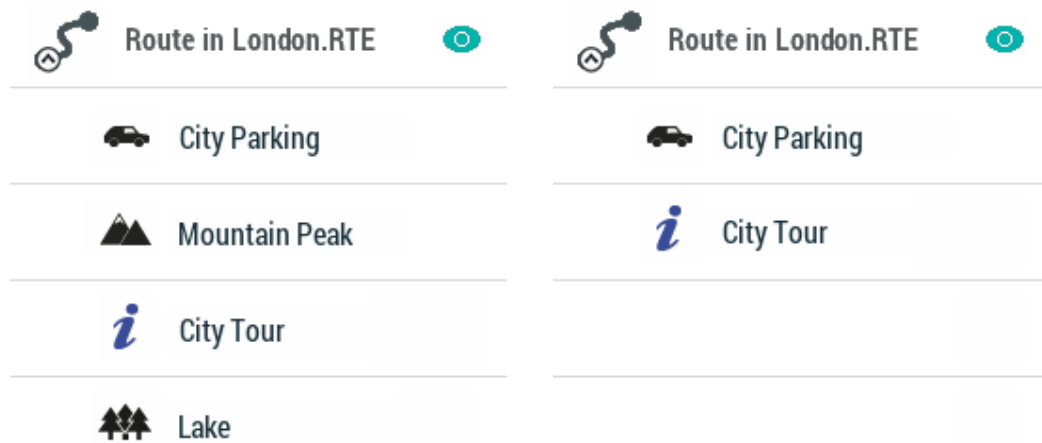 Route in London.RTE
City Parking
Mountain Peak
City Tour
Lake
Route in London.RTE
City Parking
City Tour